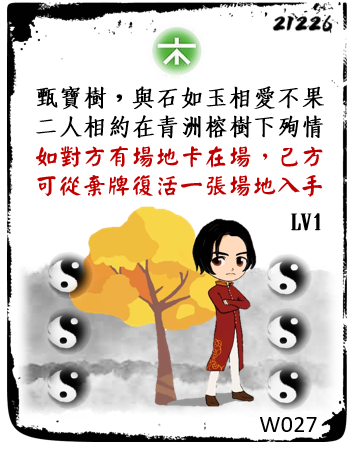 21226
木
甄寶樹，與石如玉相愛不果
二人相約在青洲榕樹下殉情
如對方有場地卡在場，己方
可從棄牌復活一張場地入手
LV1
W027